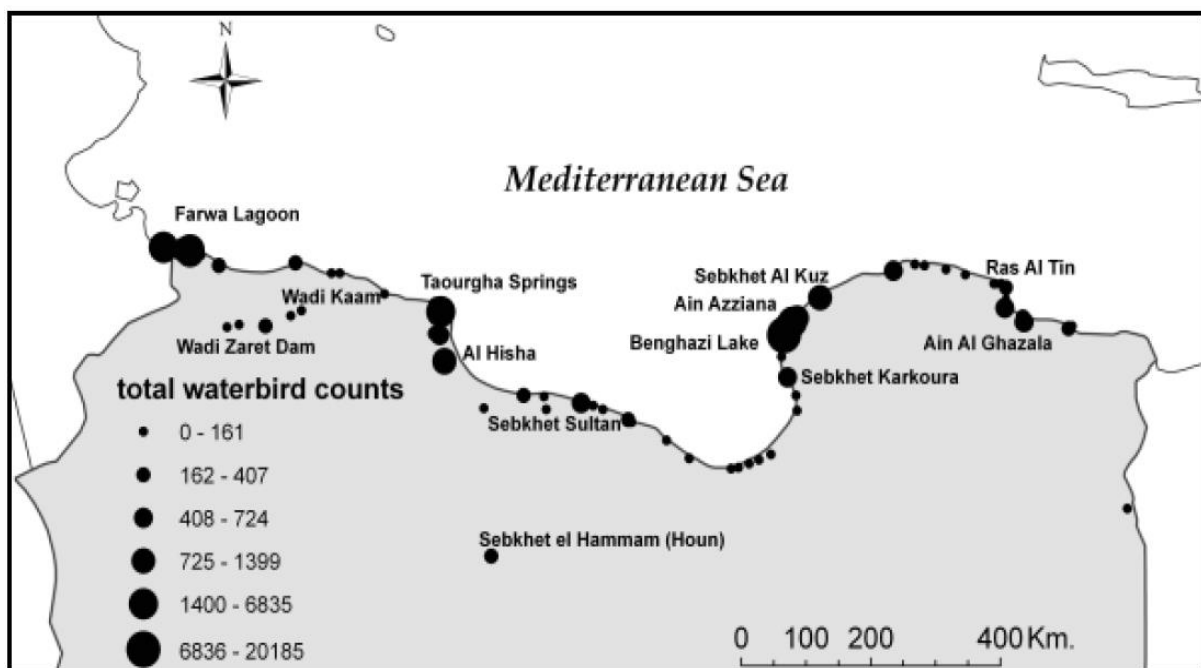 N
Mediterranean Sea
Farwa Lagoon
Taourgha Springs
Sebkhet Al Kuz
Ras Al Tin
Wadi Kaam
Ain Azziana
Wadi Zaret Dam
Al Hisha
Benghazi Lake
Ain Al Ghazala
Sebkhet Karkoura
Sebkhet Sultan
total waterbird counts
0 - 161
162 - 407
408 - 724
725 - 1399
1400 - 6835
6836 - 20185
Sebkhet el Hammam (Houn)
0 100 200 400 Km.